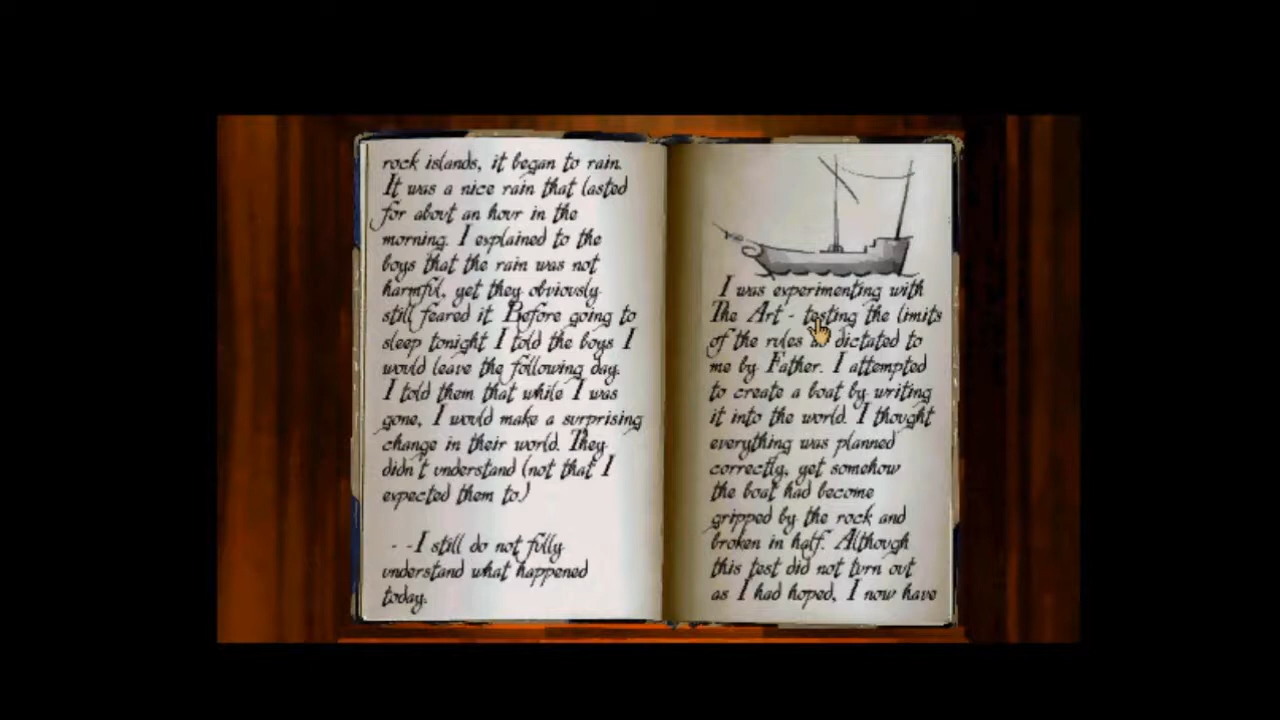 rock islands, it began to rain.
It was a nice rain that lasted
for about an hour in the
morning. I explained to the
boys that the rain was not
harmful, yet they obviously
still feared it. Before going to
sleep tonight I told the boys I
would leave the following day.
I told them that while I was
gone, I would make a surprising
change in their world. They
didn't understand (not that I
expected them to)
- -I still do not fully
understand what happened
today.
I was experimenting with
The Art - testing the limits
of the rules dictated to
me by Father. I attempted
to create a boat by writing
it into the world. I thought
everything was planned
correctly, yet somehow
the boat had become
gripped by the rock and
broken in half. Although
this test did not turn out
as I had hoped, I now have